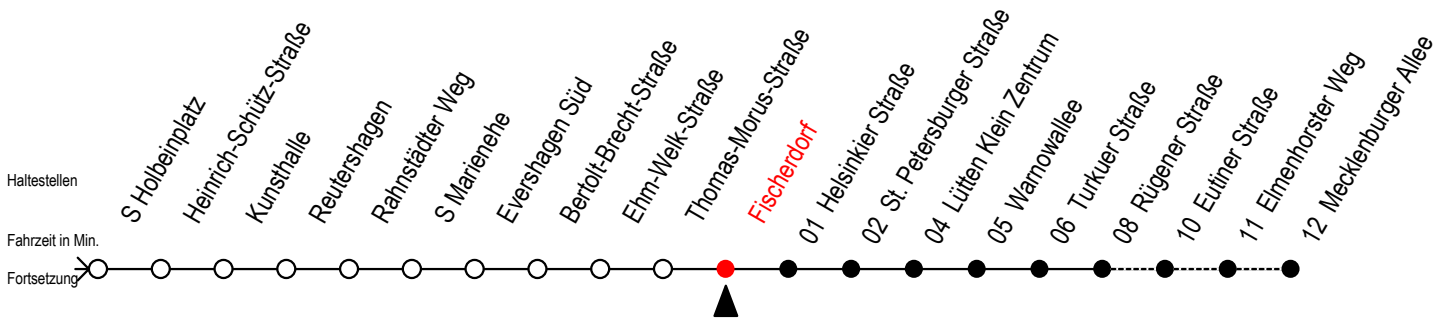 S Holbeinplatz
Heinrich-Schütz-Straße
Kunsthalle
Reutershagen
Rahnstädter Weg
S Marienehe
Evershagen Süd
Bertolt-Brecht-Straße
Ehm-Welk-Straße
Thomas-Morus-Straße
Fischerdorf
01 Helsinkier Straße
02 St. Petersburger Straße
04 Lütten Klein Zentrum
05 Warnowallee
06 Turkuer Straße
08 Rügener Straße
10 Eutiner Straße
11 Elmenhorster Weg
12 Mecklenburger Allee
Haltestellen
Fahrzeit in Min.
Fortsetzung